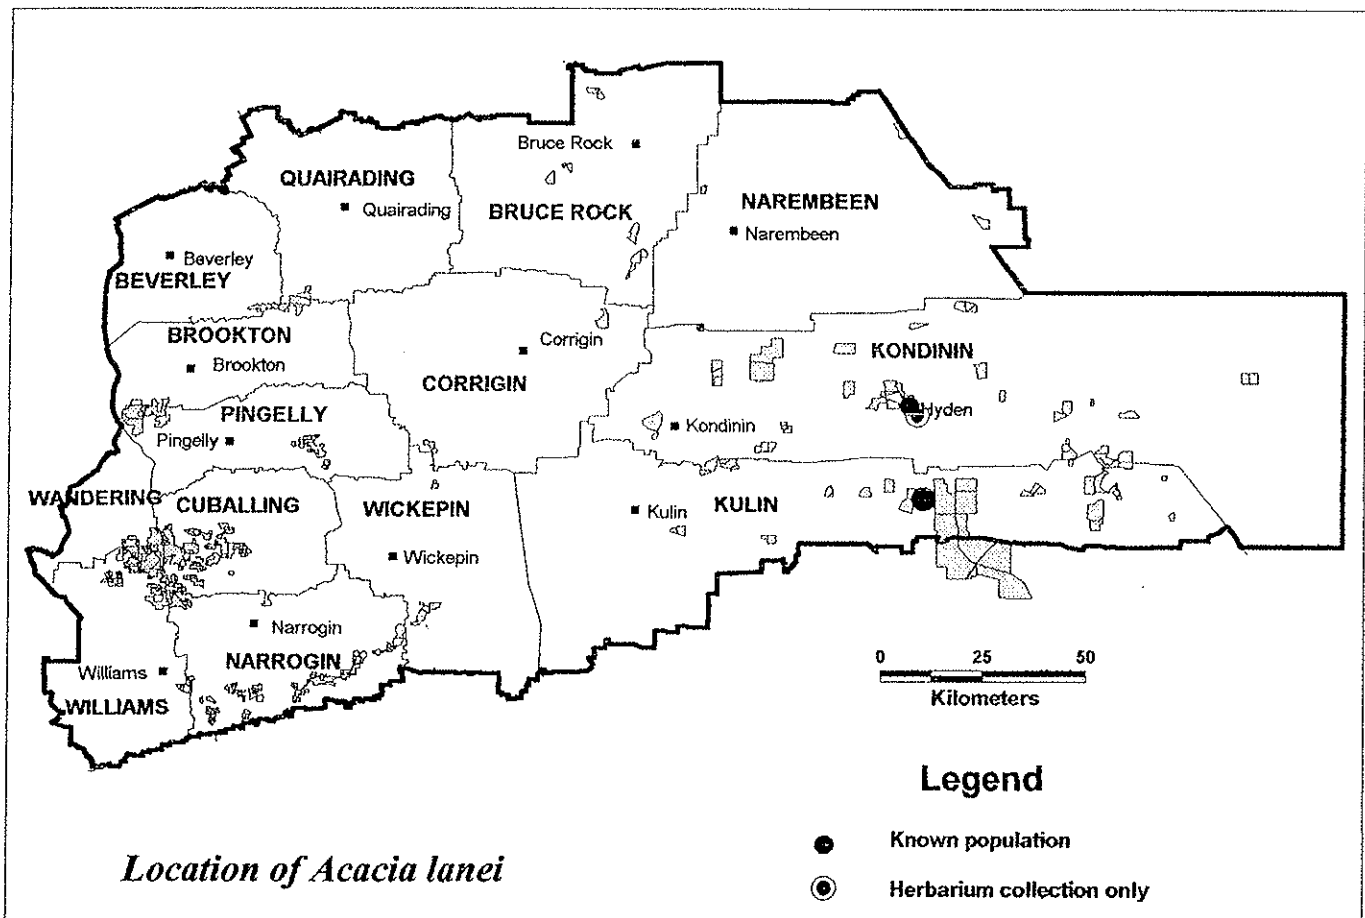 Bruce Rock
QUAIRADING
Quairading
BRUCE ROCK
NAREMBEEN
Narembeen
Beverley
BEVERLEY
BROOKTON
Brookton
Corrigin
CORRIGIN
KONDININ
Hyden
PINGELLY
Pingelly
Kondinin
WANDERING
CUBALLING
WICKEPIN
Kulin
KULIN
Wickepin
Narrogin
NARROGIN
Williams
WILLIAMS
0 25 50
Kilometers
Legend
Known population
Herbarium collection only
Location of Acacia lanei